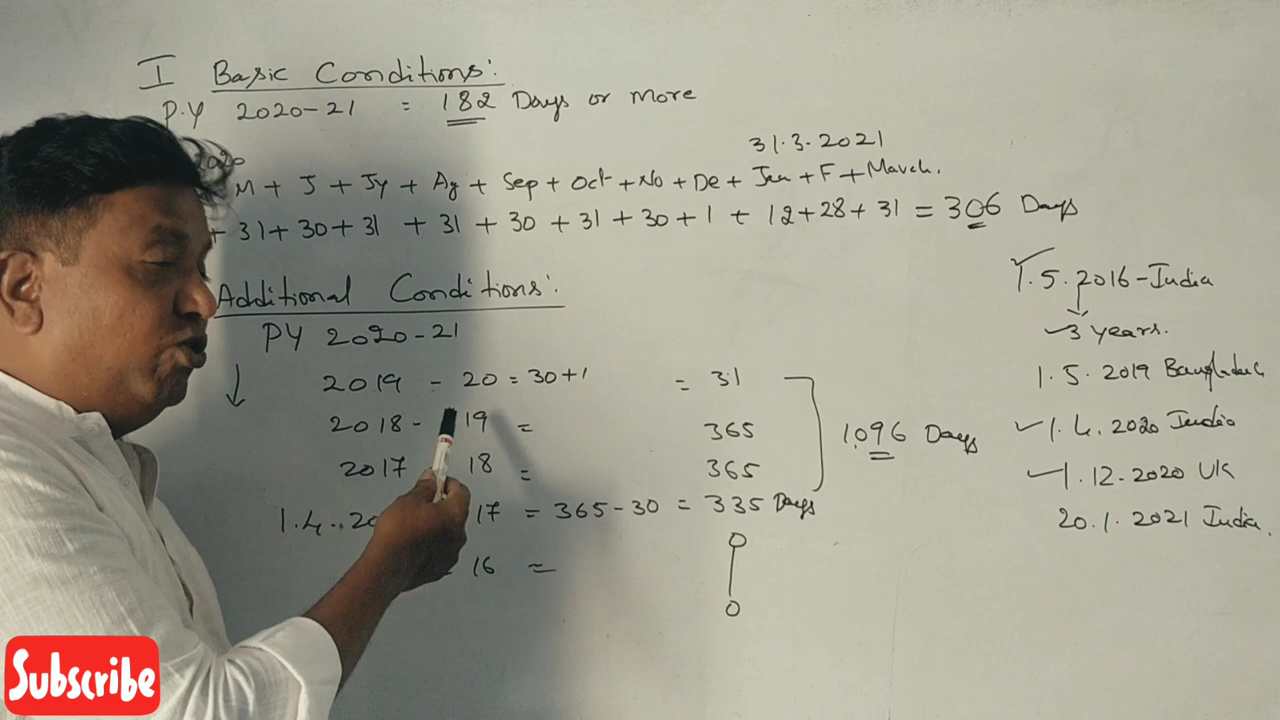 I Basic Conditions:
P.Y 2020-21 = 182 Days or More
31.3.2021
M + J + Jy + Ag + Sep + Oct + No + De + Jan + F + March.
+ 31 + 30 + 31 + 31 + 30 + 31 + 30 + 1 + 12 + 28 + 31 = 306 Days
Additional Conditions:
PY 2020-21
2019 - 20 = 30+1 = 31
2018 - 19 = 365
2017 18 = 365
1096 Days
1.4..20 17 = 365-30 = 335 Days
16 =
1.5.2016-India
3 years.
1.5.2019 Bangladesh
1.4.2020 India
1.12.2020 UK
20.1.2021 India.
Subscribe